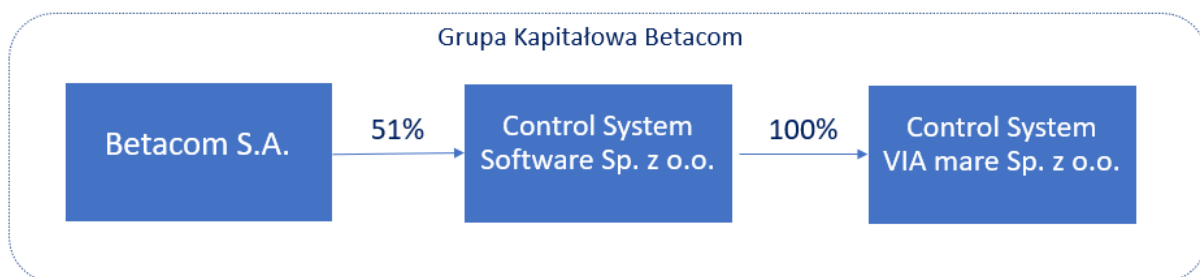 Grupa Kapitałowa Betacom
Betacom S.A.
51%
Control System
Software Sp. z o.o.
100%
Control System
VIA mare Sp. z o.o.